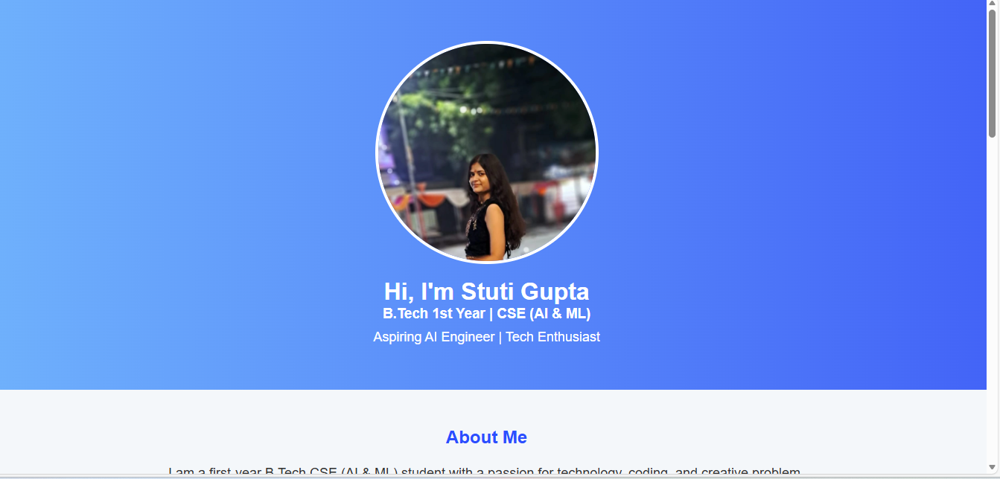 Hi, I'm Stuti Gupta
B.Tech 1st Year | CSE (AI & ML)
Aspiring AI Engineer | Tech Enthusiast
About Me
I am a first-year B.Tech CSE (AI & ML) student with a passion for technology, coding, and creative problem